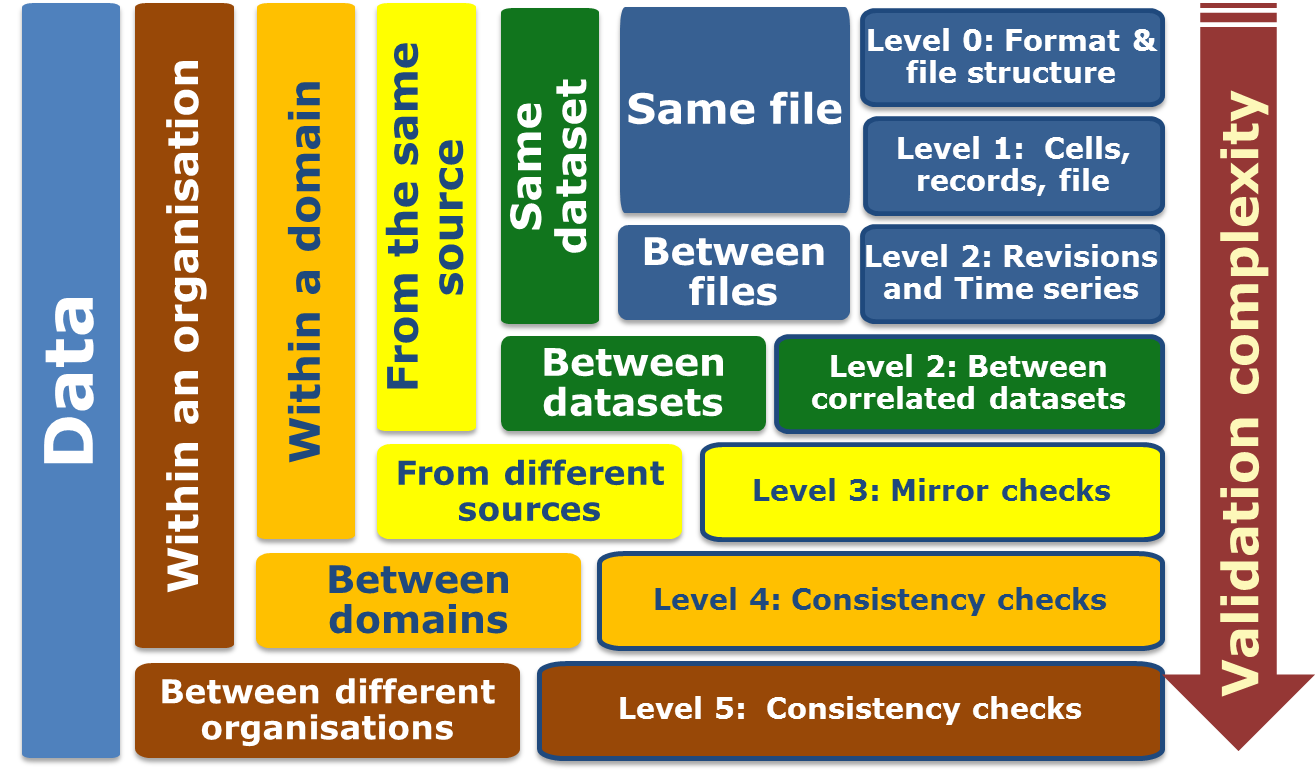 Data
Within an organisation
Within a domain
From the same
source
Same
dataset
Same file
Level 0: Format &
file structure
Level 1:  Cells,
records, file
Between
files
Level 2: Revisions
and Time series
Between
datasets
Level 2: Between
correlated datasets
From different
sources
Level 3: Mirror checks
Between
domains
Level 4: Consistency checks
Between different
organisations
Level 5:  Consistency checks
Validation complexity